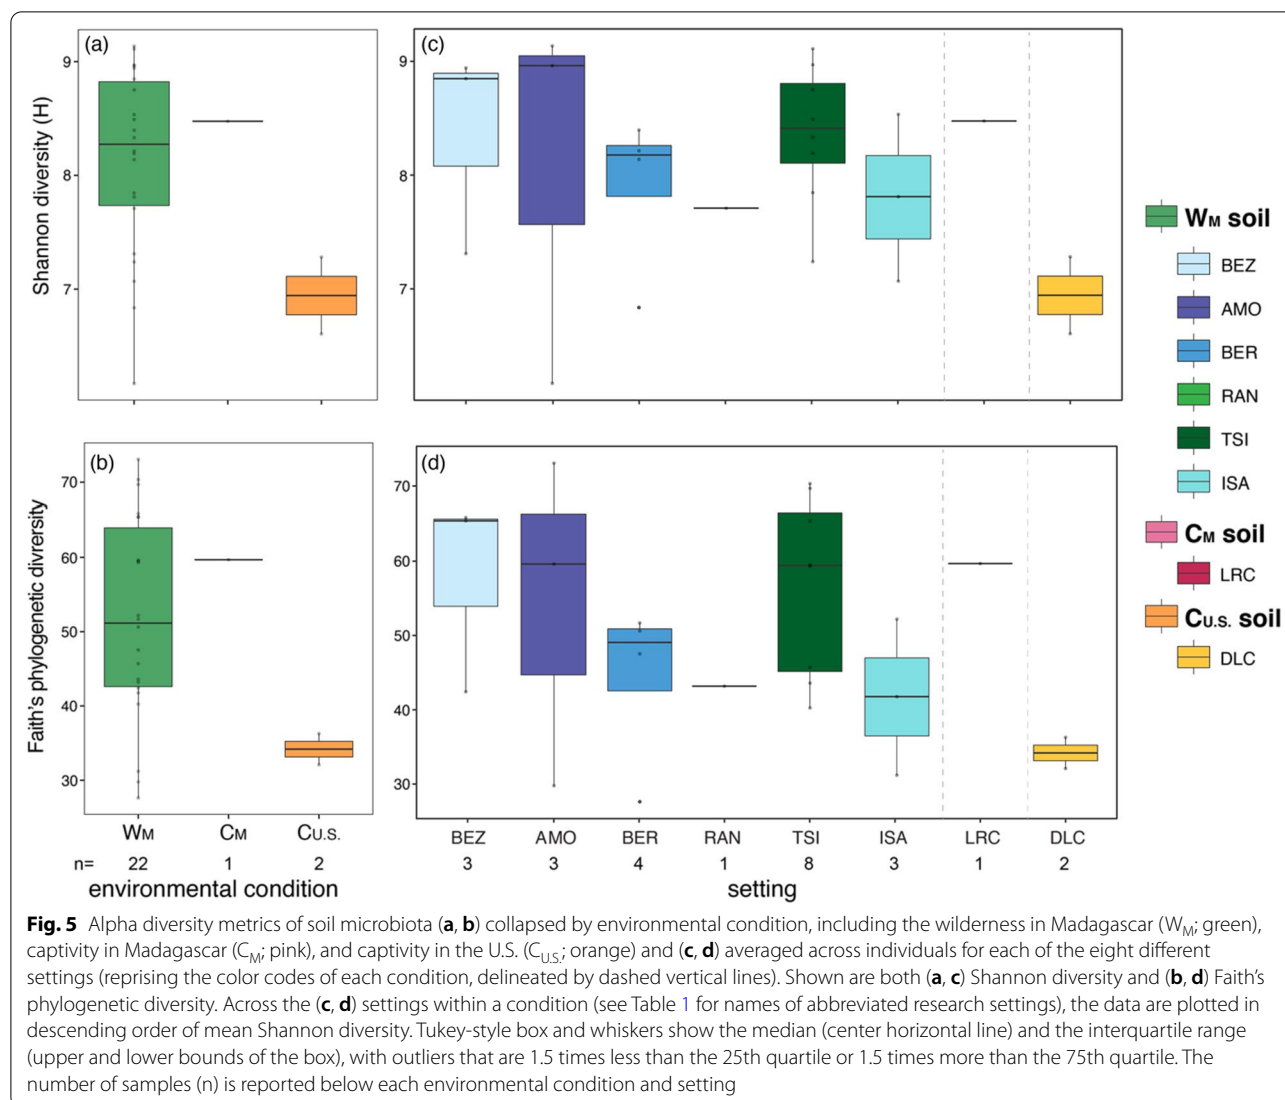 (a)
9
8
7
Shannon diversity (H)
(c)
9
8
7
(b)
70
60
50
40
30
Faith's phylogenetic divrersity
WM CM CU.S.
n= 22 1 2
environmental condition
(d)
70
60
50
40
30
BEZ AMO BER RAN TSI ISA LRC DLC
3 3 4 1 8 3 1 2
setting
WM soil
BEZ
AMO
BER
RAN
TSI
ISA
CM soil
LRC
CU.S. soil
DLC
Fig. 5 Alpha diversity metrics of soil microbiota (a, b) collapsed by environmental condition, including the wilderness in Madagascar (WM; green),
captivity in Madagascar (CM; pink), and captivity in the U.S. (CU.S.; orange) and (c, d) averaged across individuals for each of the eight different
settings (reprising the color codes of each condition, delineated by dashed vertical lines). Shown are both (a, c) Shannon diversity and (b, d) Faith's
phylogenetic diversity. Across the (c, d) settings within a condition (see Table 1 for names of abbreviated research settings), the data are plotted in
descending order of mean Shannon diversity. Tukey-style box and whiskers show the median (center horizontal line) and the interquartile range
(upper and lower bounds of the box), with outliers that are 1.5 times less than the 25th quartile or 1.5 times more than the 75th quartile. The
number of samples (n) is reported below each environmental condition and setting